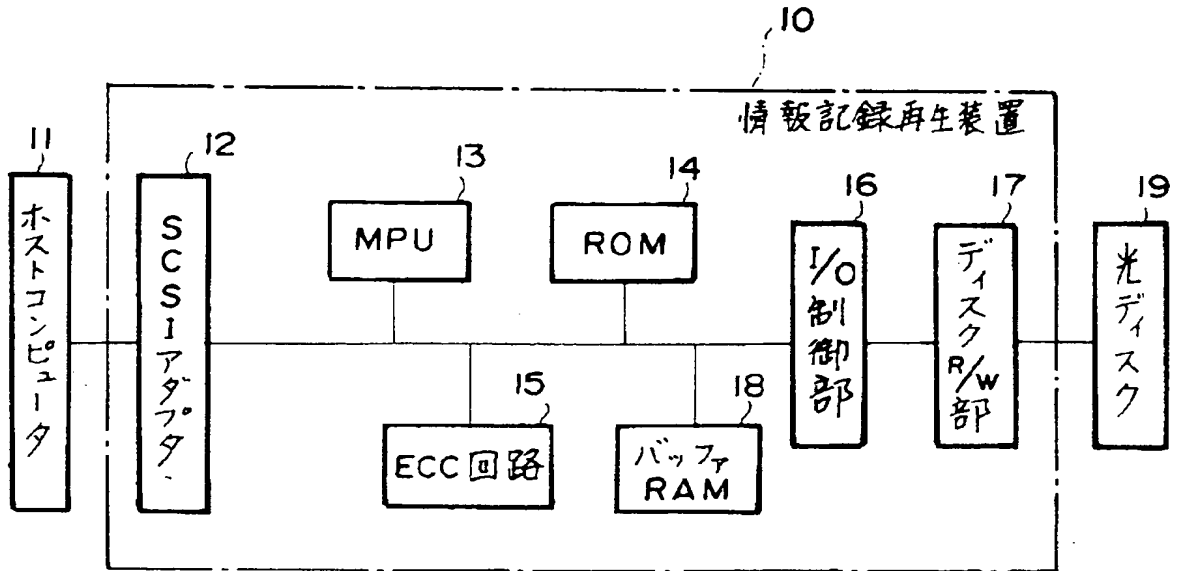 10
情報記録再生装置
11
ホストコンピュータ
12
SCSIアダプタ
13
MPU
14
ROM
15
ECC回路
18
バッファ
RAM
16
I/O制御部
17
ディスクR/W部
19
光ディスク